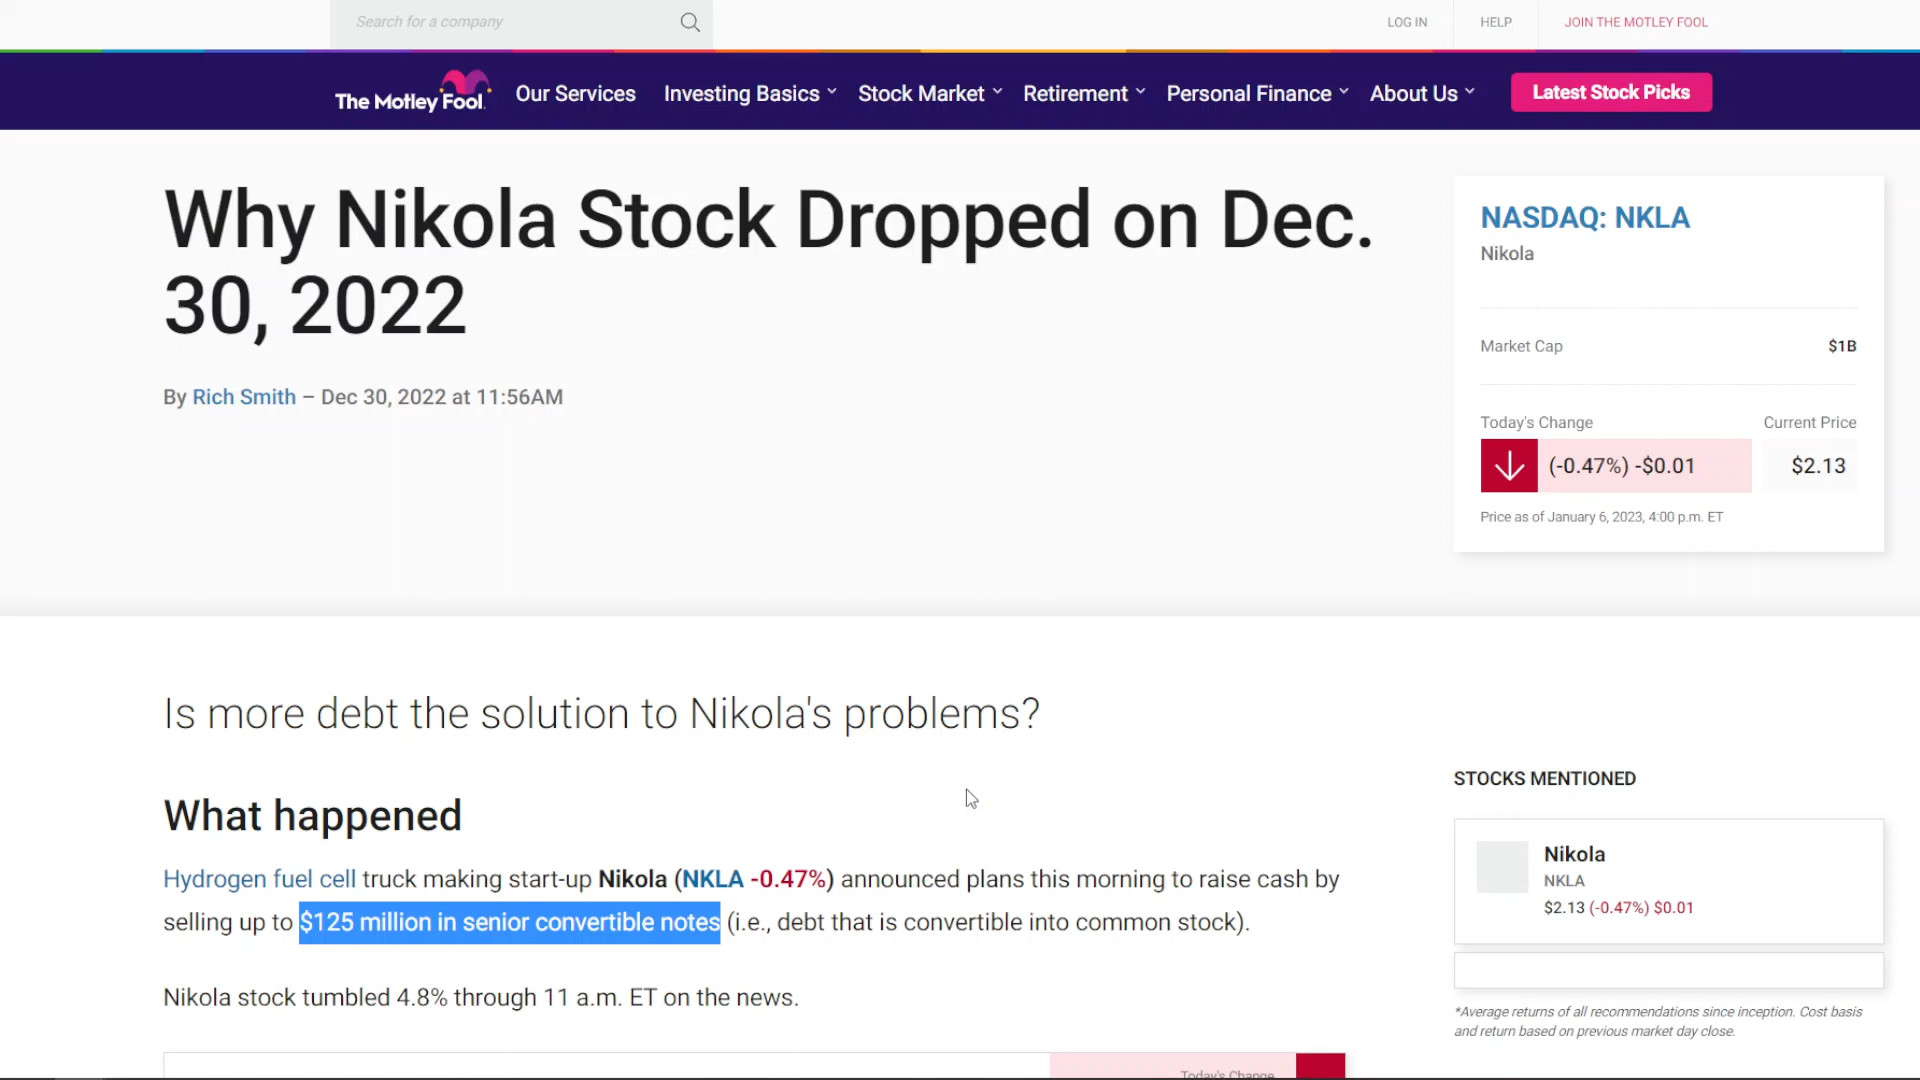 Search for a company
LOG IN
HELP
JOIN THE MOTLEY FOOL
The Motley Fool
Our Services
Investing Basics
Stock Market
Retirement
Personal Finance
About Us
Latest Stock Picks
Why Nikola Stock Dropped on Dec.
30, 2022
By Rich Smith – Dec 30, 2022 at 11:56AM
NASDAQ: NKLA
Nikola
Market Cap $1B
Today's Change Current Price
(-0.47%) -$0.01 $2.13
Price as of January 6, 2023, 4:00 p.m. ET
Is more debt the solution to Nikola's problems?
What happened
Hydrogen fuel cell truck making start-up Nikola (NKLA -0.47%) announced plans this morning to raise cash by
selling up to $125 million in senior convertible notes (i.e., debt that is convertible into common stock).
Nikola stock tumbled 4.8% through 11 a.m. ET on the news.
Today's Change
STOCKS MENTIONED
Nikola
NKLA
$2.13 (-0.47%) $0.01
*Average returns of all recommendations since inception. Cost basis
and return based on previous market day close.